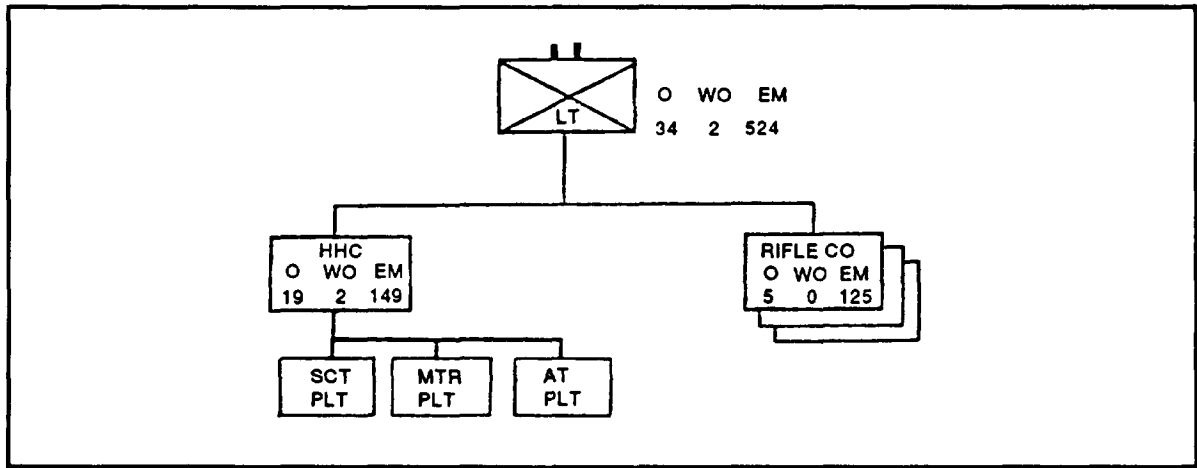 LT
O WO EM
34 2 524
HHC
O WO EM
19 2 149
RIFLE CO
O WO EM
5 0 125
SCT
PLT
MTR
PLT
AT
PLT